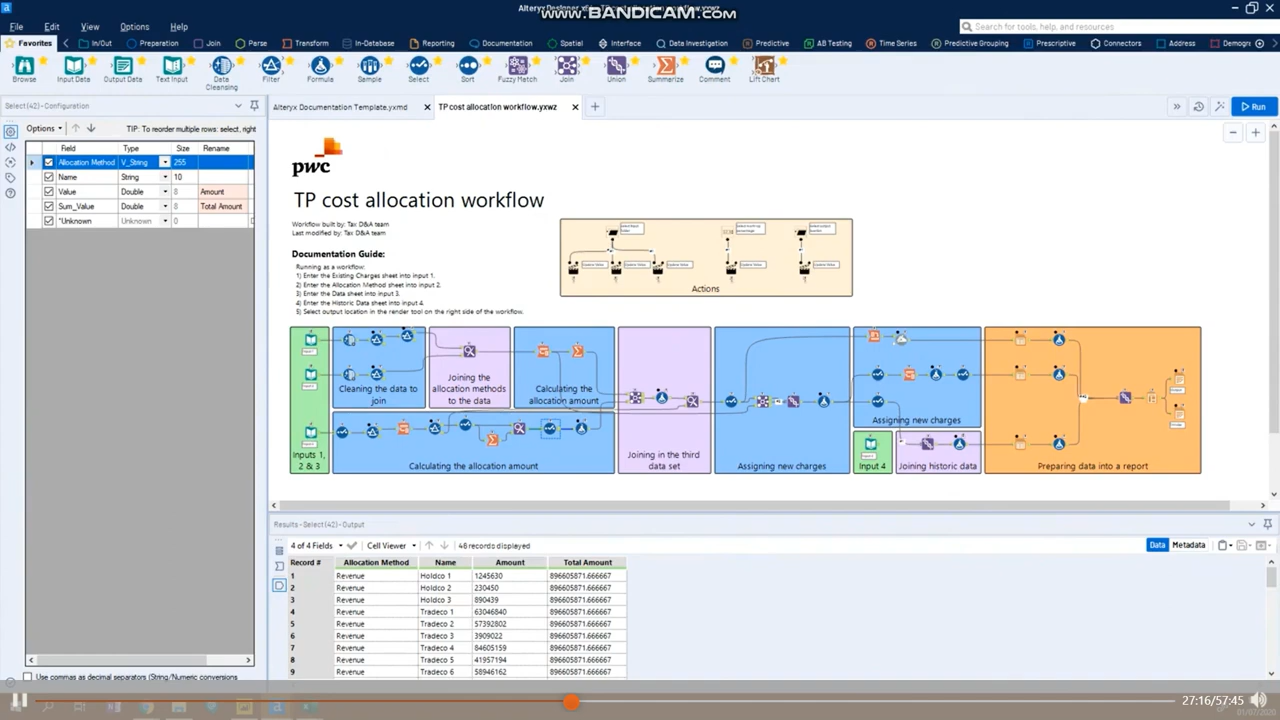 www.BANDICAM.com
File Edit View Options Help
Search for tools, help, and resources
Favorites In/Out Preparation Join Parse Transform In-Database Reporting Documentation Spatial Interface Data Investigation Predictive AB Testing Time Series Predictive Grouping Prescriptive Connectors Address Demogra
Browse Input Data Output Data Text Input Data Cleansing Filter Formula Sample Select Sort Fuzzy Match Join Union Summarize Comment Lift Chart
Select (42) - Configuration
Alteryx Documentation Template.yxmd
TP cost allocation workflow.yxwz
Run
Options TIP: To reorder multiple rows: select, right
Field Type Size Rename
Allocation Method V_String 255
Name String 10
Value Double 8 Amount
Sum_Value Double 8 Total Amount
*Unknown Unknown 0
Use commas as decimal separators (String/Numeric conversions
pwc
TP cost allocation workflow
Workflow built by: Tax D&A team
Last modified by: Tax D&A team
Documentation Guide:
Running as a workflow:
1) Enter the Existing Charges sheet into input 1.
2) Enter the Allocation Method sheet into input 2.
3) Enter the Data sheet into input 3.
4) Enter the Historic Data sheet into input 4.
5) Select output location in the render tool on the right side of the workflow.
Actions
Inputs 1, 2 & 3
Cleaning the data to join
Joining the allocation methods to the data
Calculating the allocation amount
Calculating the allocation amount
Joining in the third data set
Assigning new charges
Assigning new charges
Input 4
Joining historic data
Preparing data into a report
Results - Select (42) - Output
4 of 4 Fields Cell Viewer 46 records displayed Data Metadata
Record # Allocation Method Name Amount Total Amount
1 Revenue Holdco 1 1245630 896605871.666667
2 Revenue Holdco 2 230450 896605871.666667
3 Revenue Holdco 3 890439 896605871.666667
4 Revenue Tradeco 1 63046840 896605871.666667
5 Revenue Tradeco 2 57392802 896605871.666667
6 Revenue Tradeco 3 3909022 896605871.666667
7 Revenue Tradeco 4 84605159 896605871.666667
8 Revenue Tradeco 5 41957194 896605871.666667
9 Revenue Tradeco 6 58946162 896605871.666667
27:16/57:45